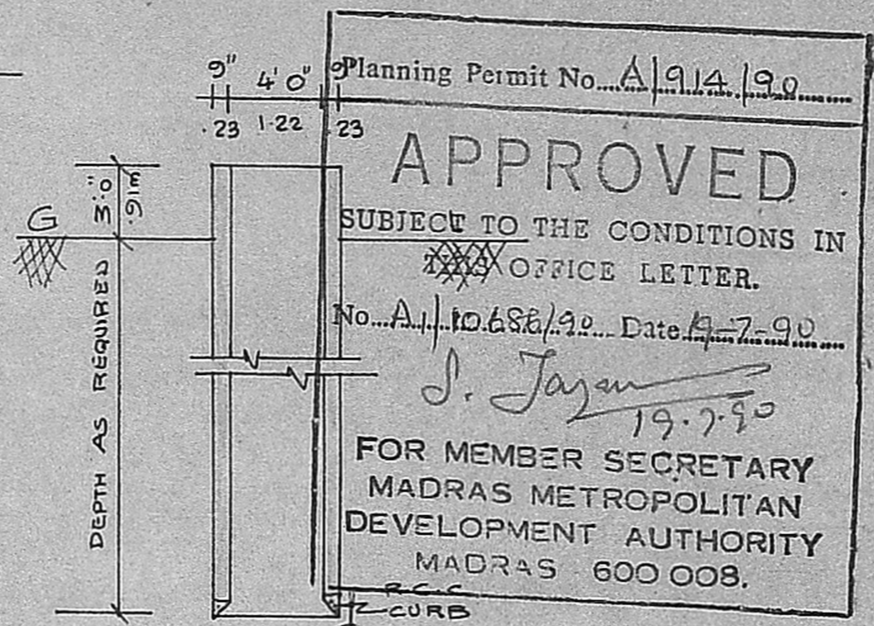 9" 4'0" 9"
.23 1.22 .23
3'.0"
.91m
G
DEPTH AS REQUIRED
R.C.C
CURB
Planning Permit No...A/914/90......
APPROVED
SUBJECT TO THE CONDITIONS IN
THIS OFFICE LETTER.
No...A1/10686/90... Date 19-7-90......
19.7.90
FOR MEMBER SECRETARY
MADRAS METROPOLITAN
DEVELOPMENT AUTHORITY
MADRAS 600 008.